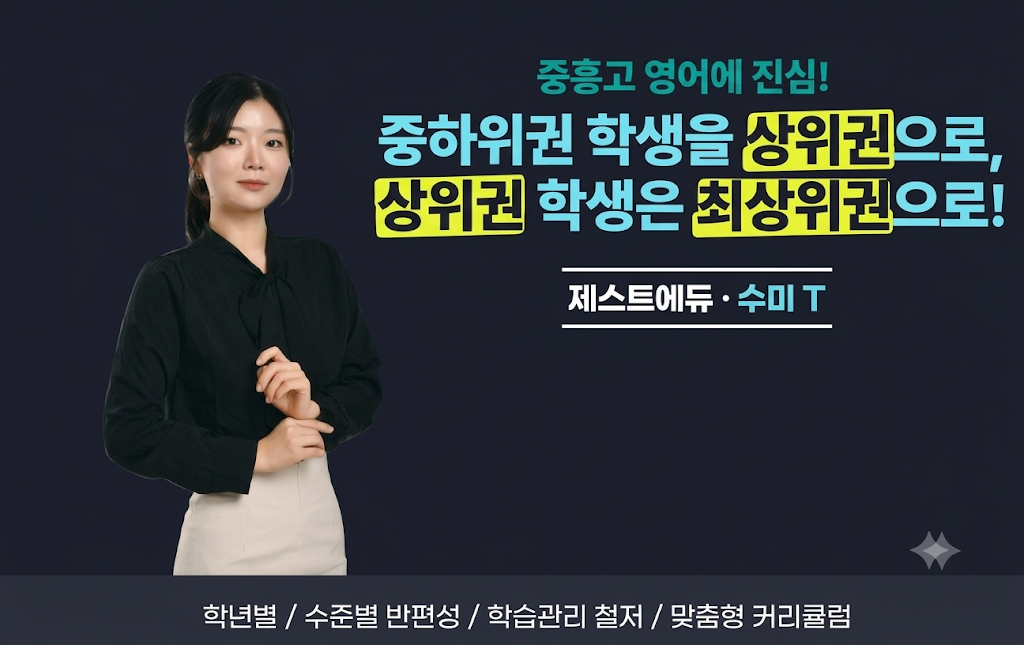 중흥고 영어에 진심!
중하위권 학생을 상위권으로,
상위권 학생은 최상위권으로!
제스트에듀 · 수미 T
학년별 / 수준별 반편성 / 학습관리 철저 / 맞춤형 커리큘럼